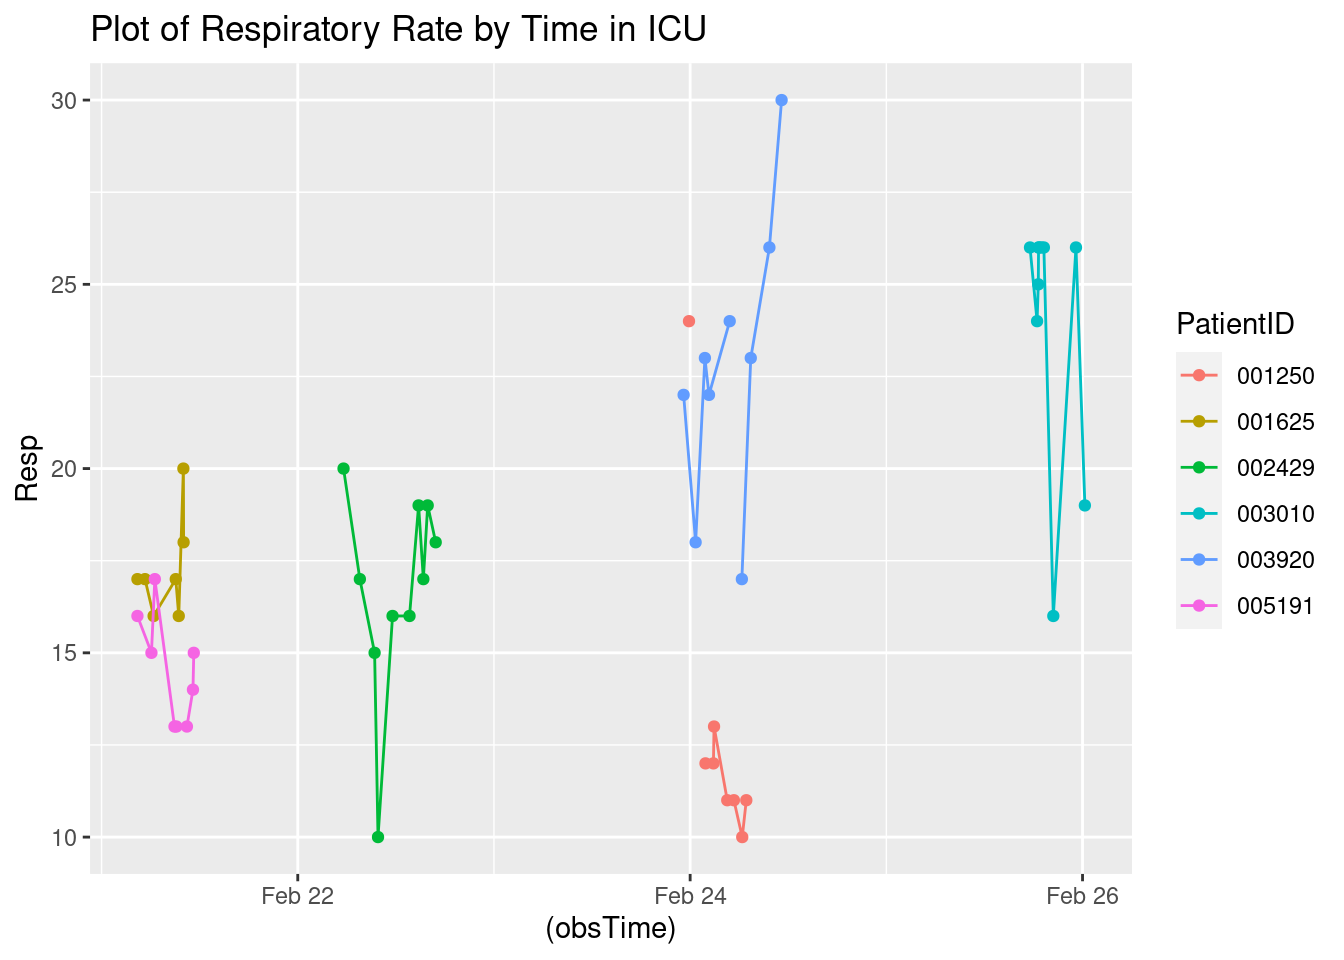 Plot of Respiratory Rate by Time in ICU
30
25
20
15
10
Resp
Feb 22
Feb 24
Feb 26
(obsTime)
PatientID
001250
001625
002429
003010
003920
005191